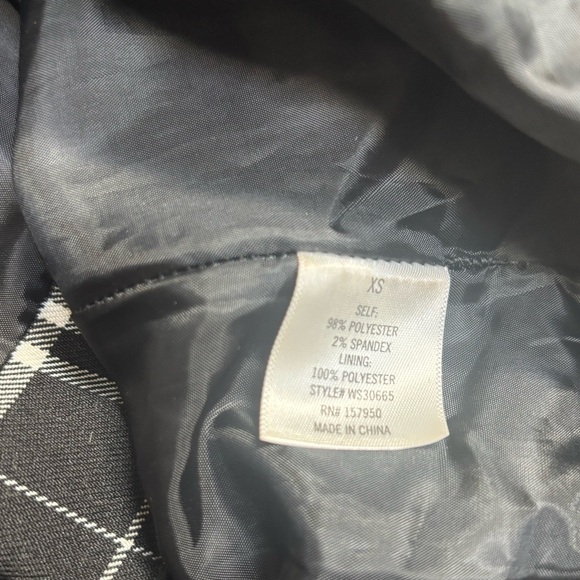 XS
SELF:
98% POLYESTER
2% SPANDEX
LINING:
100% POLYESTER
STYLE# WS30665
RN# 157950
MADE IN CHINA